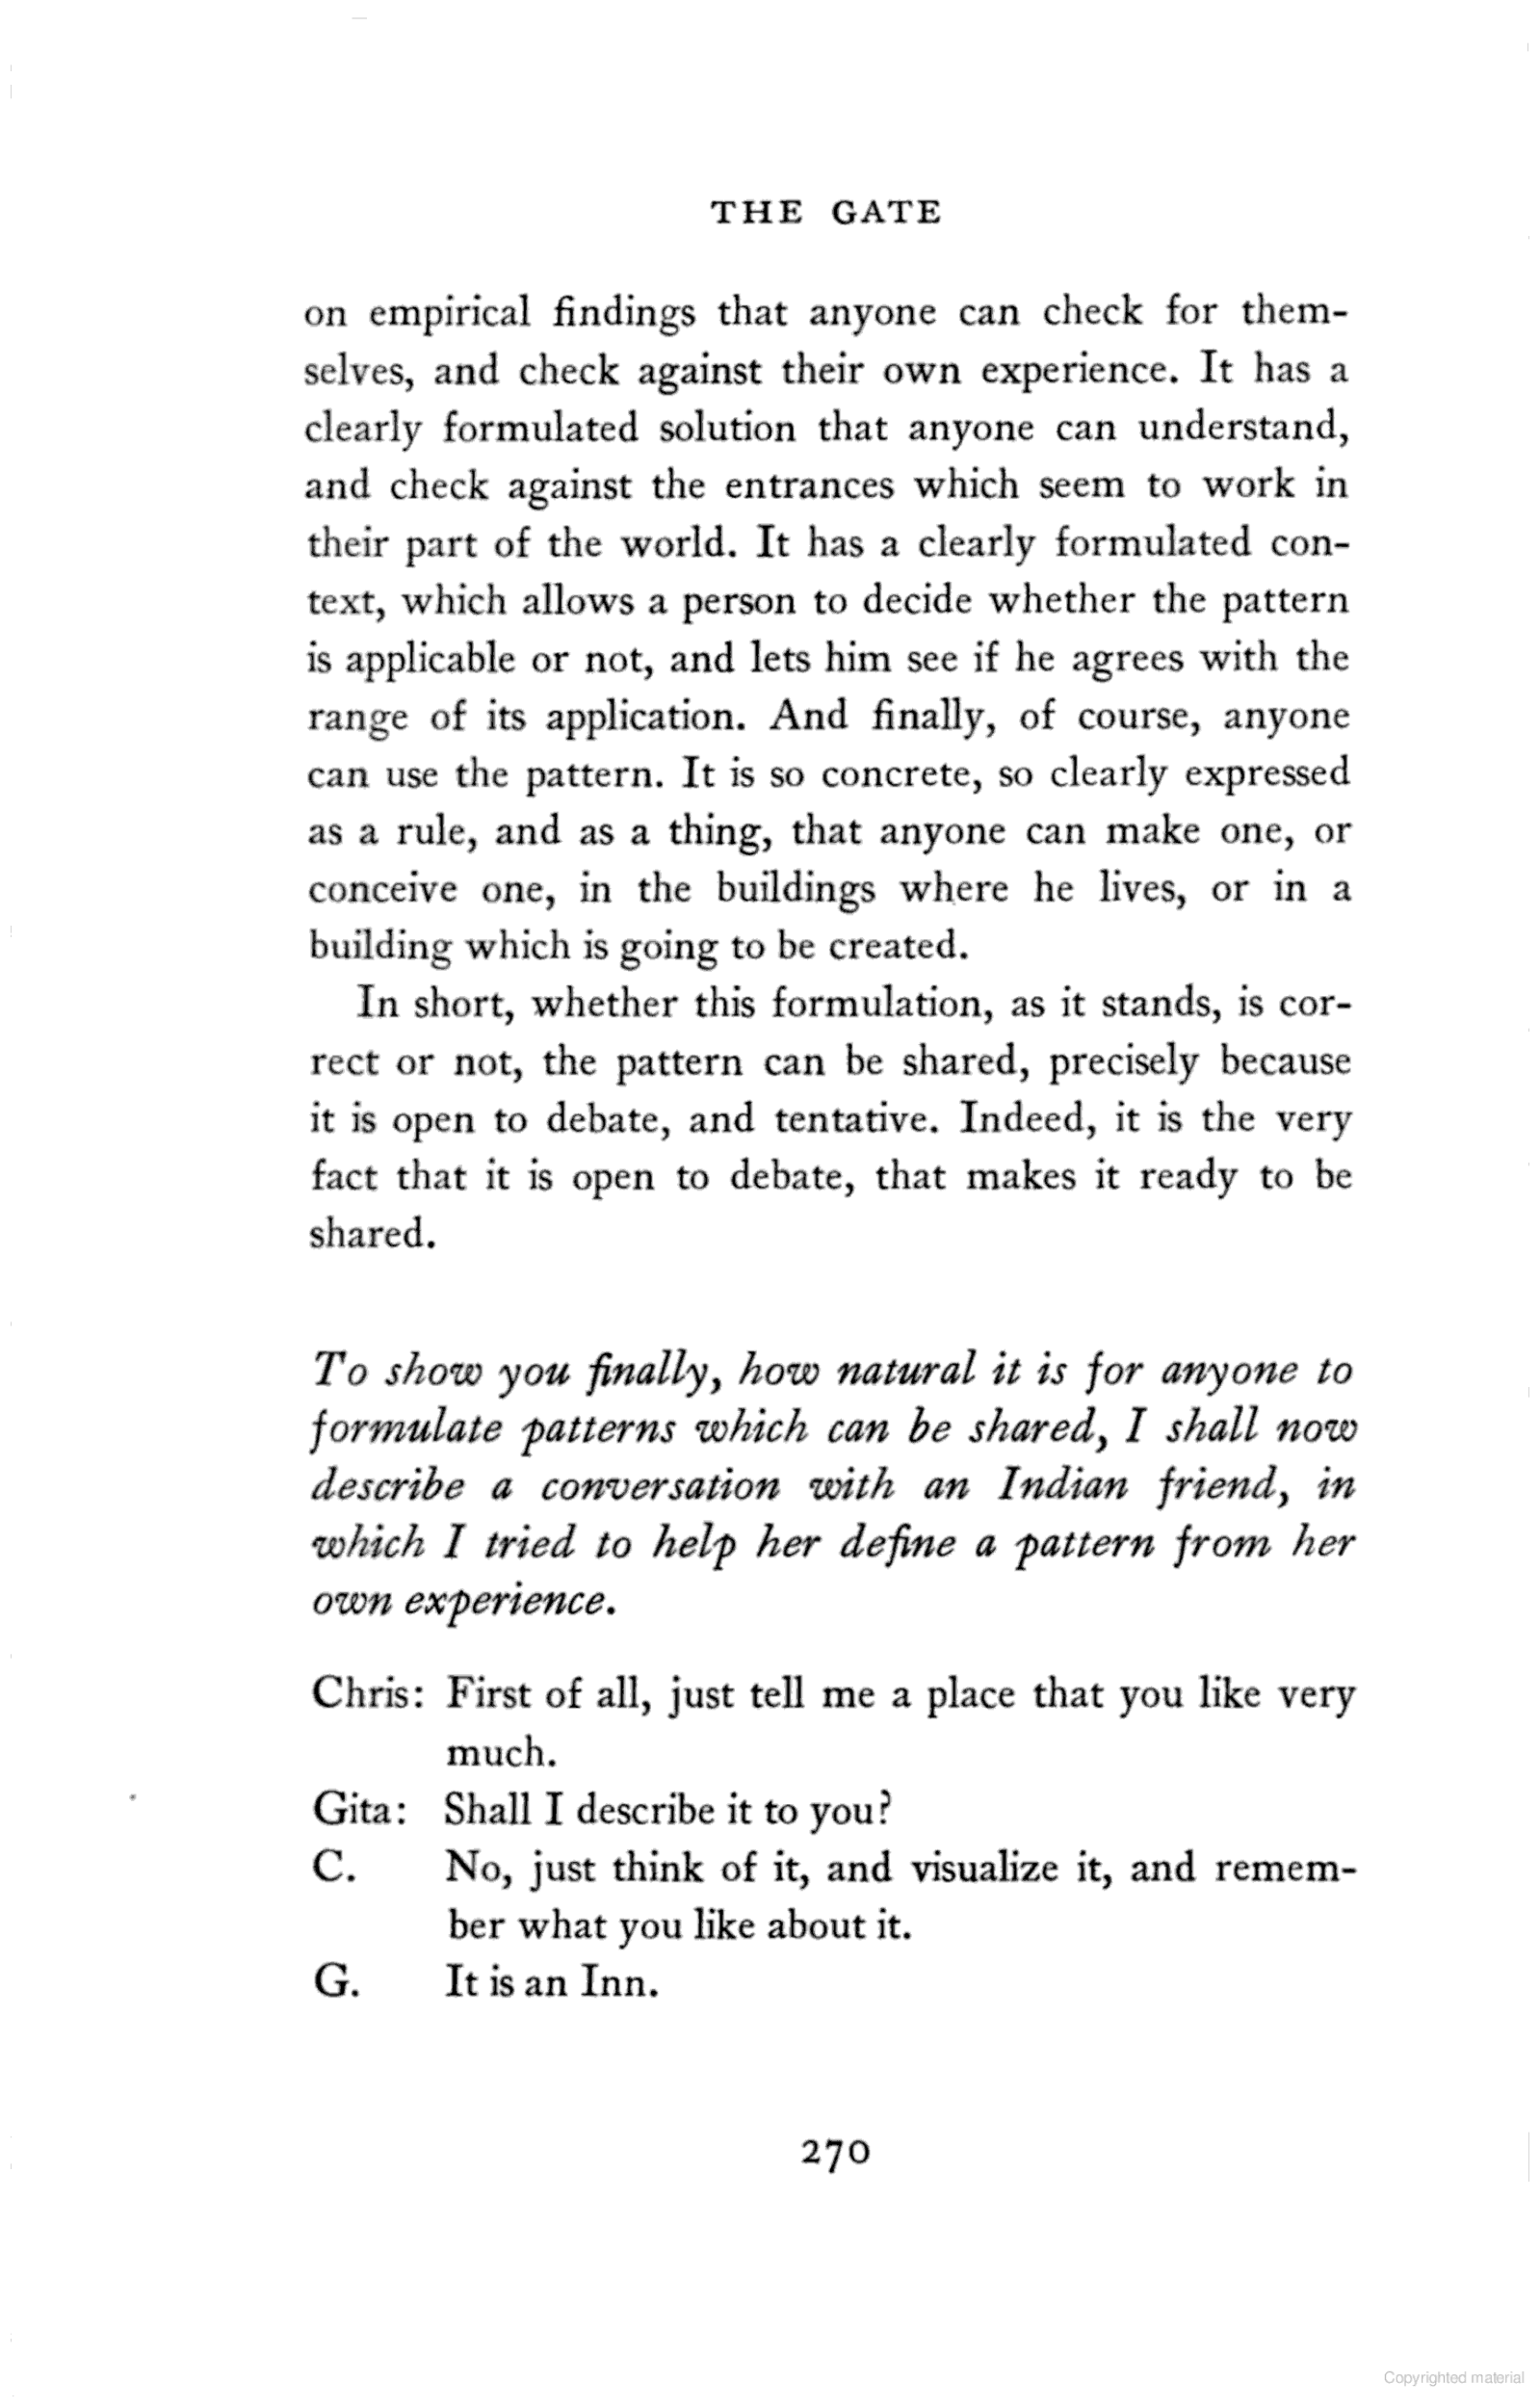 THE GATE
on empirical findings that anyone can check for them-
selves, and check against their own experience. It has a
clearly formulated solution that anyone can understand,
and check against the entrances which seem to work in
their part of the world. It has a clearly formulated con-
text, which allows a person to decide whether the pattern
is applicable or not, and lets him see if he agrees with the
range of its application. And finally, of course, anyone
can use the pattern. It is so concrete, so clearly expressed
as a rule, and as a thing, that anyone can make one, or
conceive one, in the buildings where he lives, or in a
building which is going to be created.
In short, whether this formulation, as it stands, is cor-
rect or not, the pattern can be shared, precisely because
it is open to debate, and tentative. Indeed, it is the very
fact that it is open to debate, that makes it ready to be
shared.
To show you finally, how natural it is for anyone to
formulate patterns which can be shared, I shall now
describe a conversation with an Indian friend, in
which I tried to help her define a pattern from her
own experience.
Chris: First of all, just tell me a place that you like very
much.
Gita: Shall I describe it to you?
C. No, just think of it, and visualize it, and remem-
ber what you like about it.
G. It is an Inn.
270
Copyrighted material